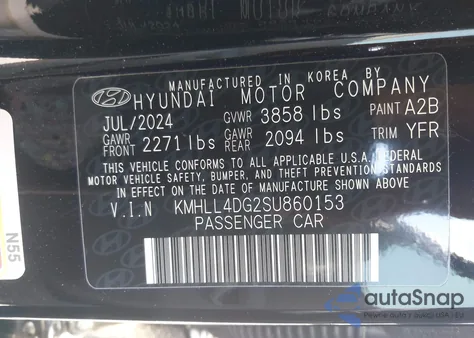 MANUFACTURED IN KOREA BY
HYUNDAI MOTOR COMPANY
JUL/2024 GVWR 3858 lbs PAINT A2B
GAWR FRONT 2271 lbs GAWR REAR 2094 lbs TRIM YFR
THIS VEHICLE CONFORMS TO ALL APPLICABLE U.S.A. FEDERAL
MOTOR VEHICLE SAFETY, BUMPER, AND THEFT PREVENTION STANDARDS
IN EFFECT ON THE DATE OF MANUFACTURE SHOWN ABOVE
V.I.N KMHLL4DG2SU860153
PASSENGER CAR
N55
autoSnap